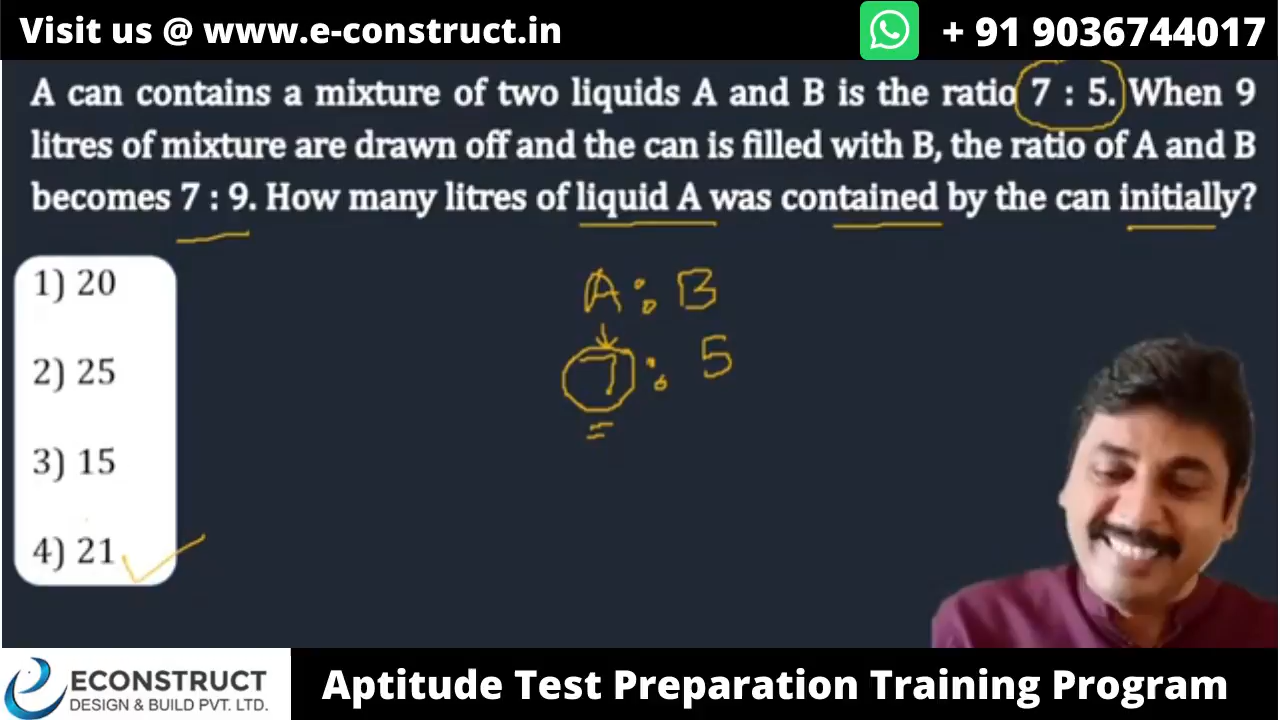 Visit us @ www.e-construct.in
+ 91 9036744017
A can contains a mixture of two liquids A and B is the ratio 7 : 5. When 9
litres of mixture are drawn off and the can is filled with B, the ratio of A and B
becomes 7 : 9. How many litres of liquid A was contained by the can initially?
1) 20
2) 25
3) 15
4) 21
A : B
7 : 5
ECONSTRUCT
DESIGN & BUILD PVT. LTD.
Aptitude Test Preparation Training Program